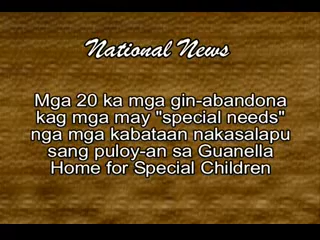 National News
Mga 20 ka mga gin-abandona
kag mga may "special needs"
nga mga kabataan nakasalapu
sang puloy-an sa Guanella
Home for Special Children